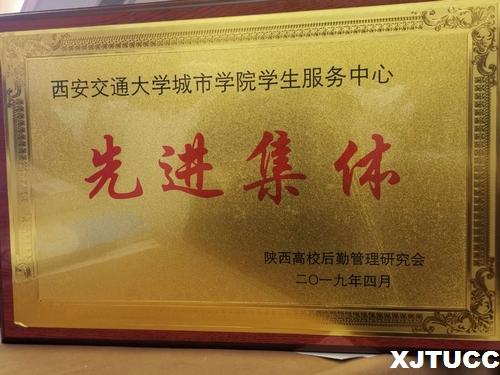 西安交通大学城市学院学生服务中心
先进集体
陕西高校后勤管理研究会
二〇一九年四月
XJTUCC